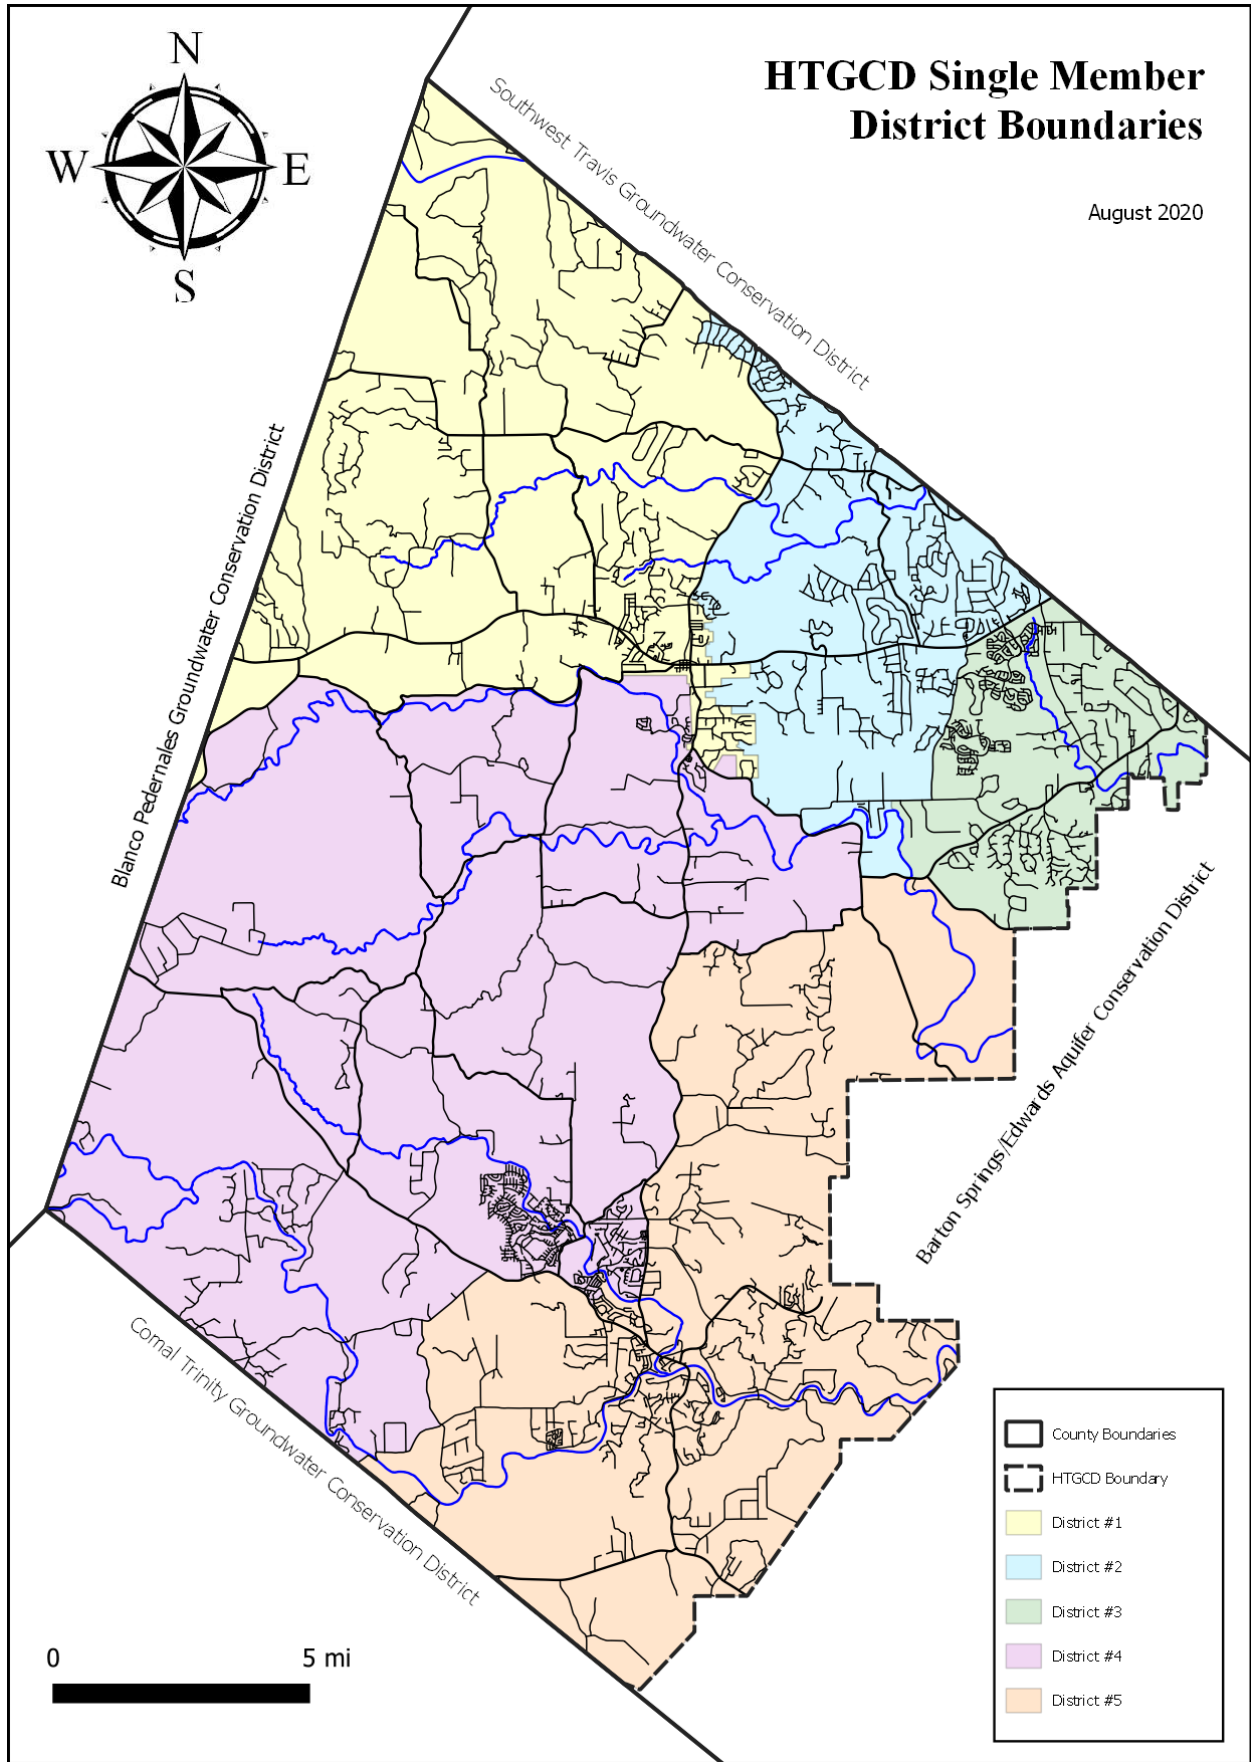 N
W
E
S
HTGCD Single Member
District Boundaries
August 2020
Southwest Travis Groundwater Conservation District
Blanco Pedernales Groundwater Conservation District
Barton Springs/Edwards Aquifer Conservation District
Comal Trinity Groundwater Conservation District
County Boundaries
HTGCD Boundary
District #1
District #2
District #3
District #4
District #5
0
5 mi